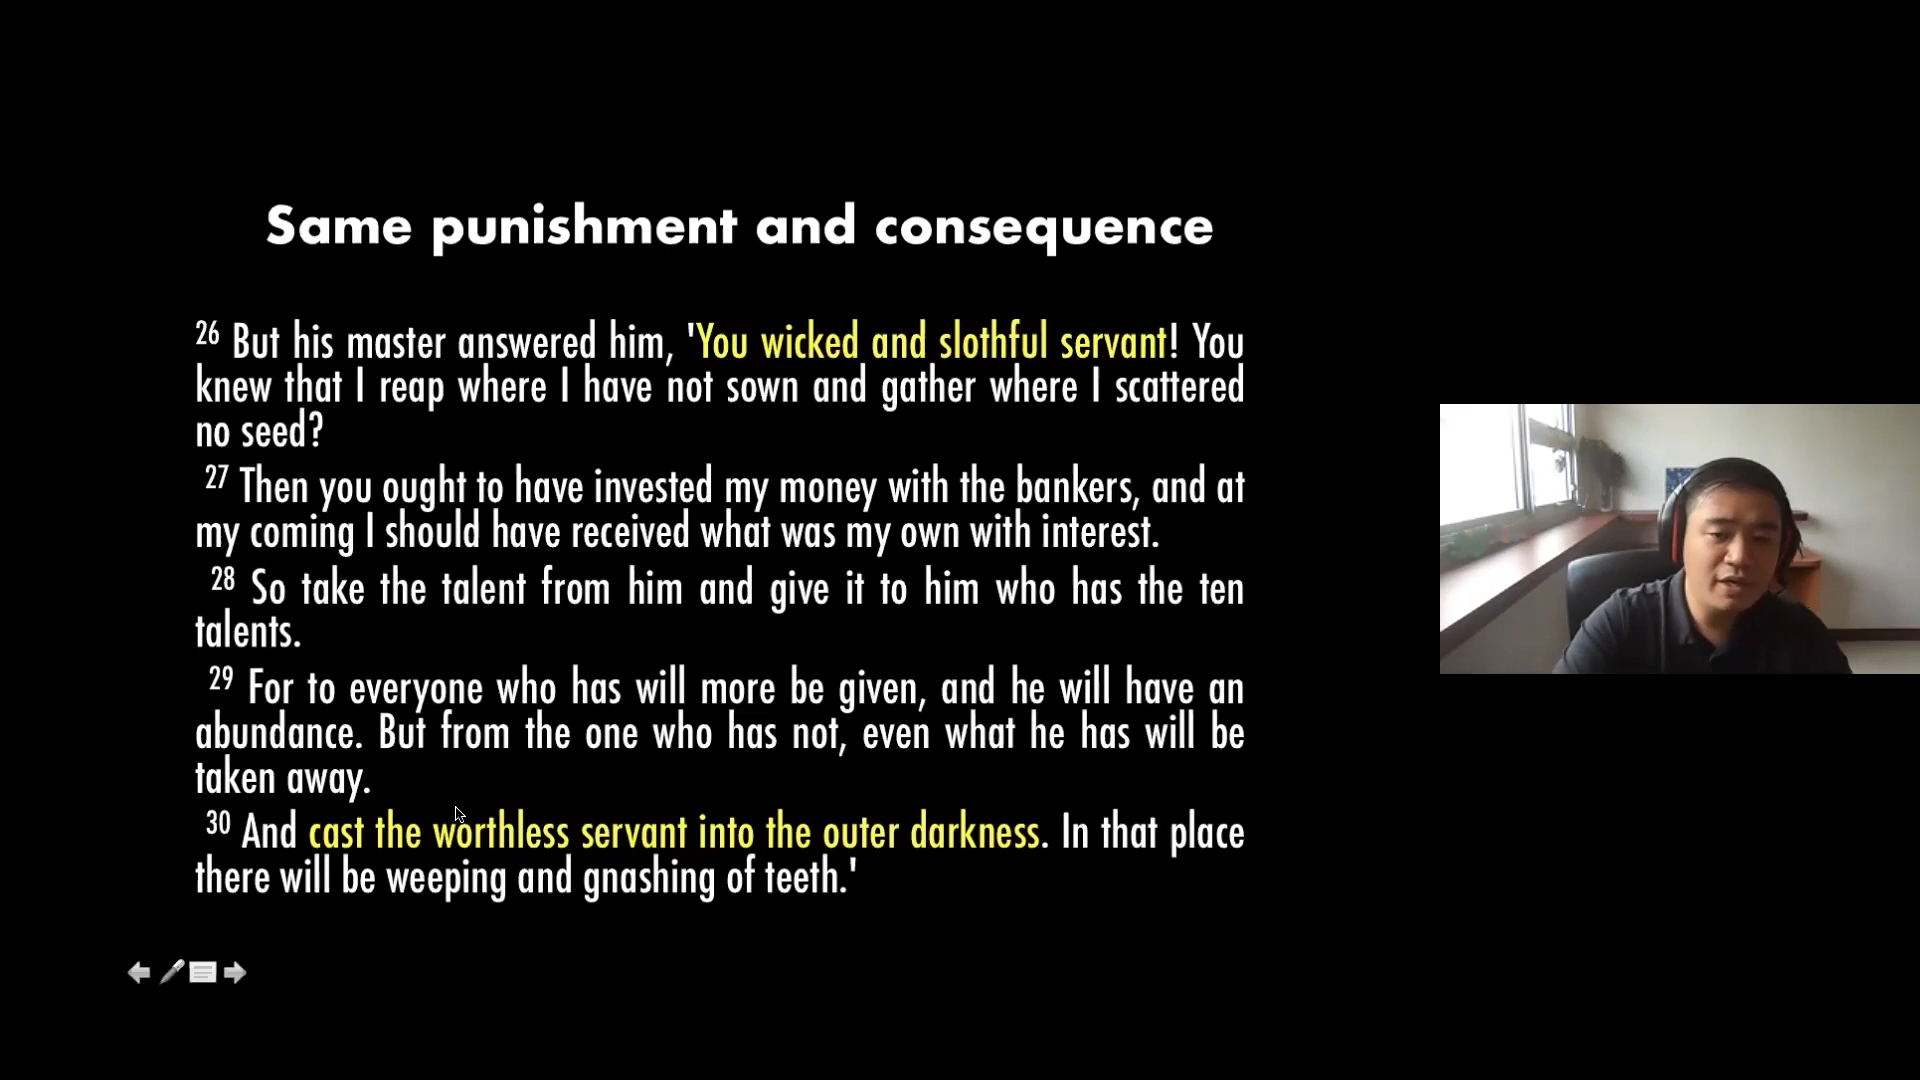 Same punishment and consequence
26 But his master answered him, 'You wicked and slothful servant! You
knew that I reap where I have not sown and gather where I scattered
no seed?
27 Then you ought to have invested my money with the bankers, and at
my coming I should have received what was my own with interest.
28 So take the talent from him and give it to him who has the ten
talents.
29 For to everyone who has will more be given, and he will have an
abundance. But from the one who has not, even what he has will be
taken away.
30 And cast the worthless servant into the outer darkness. In that place
there will be weeping and gnashing of teeth.'